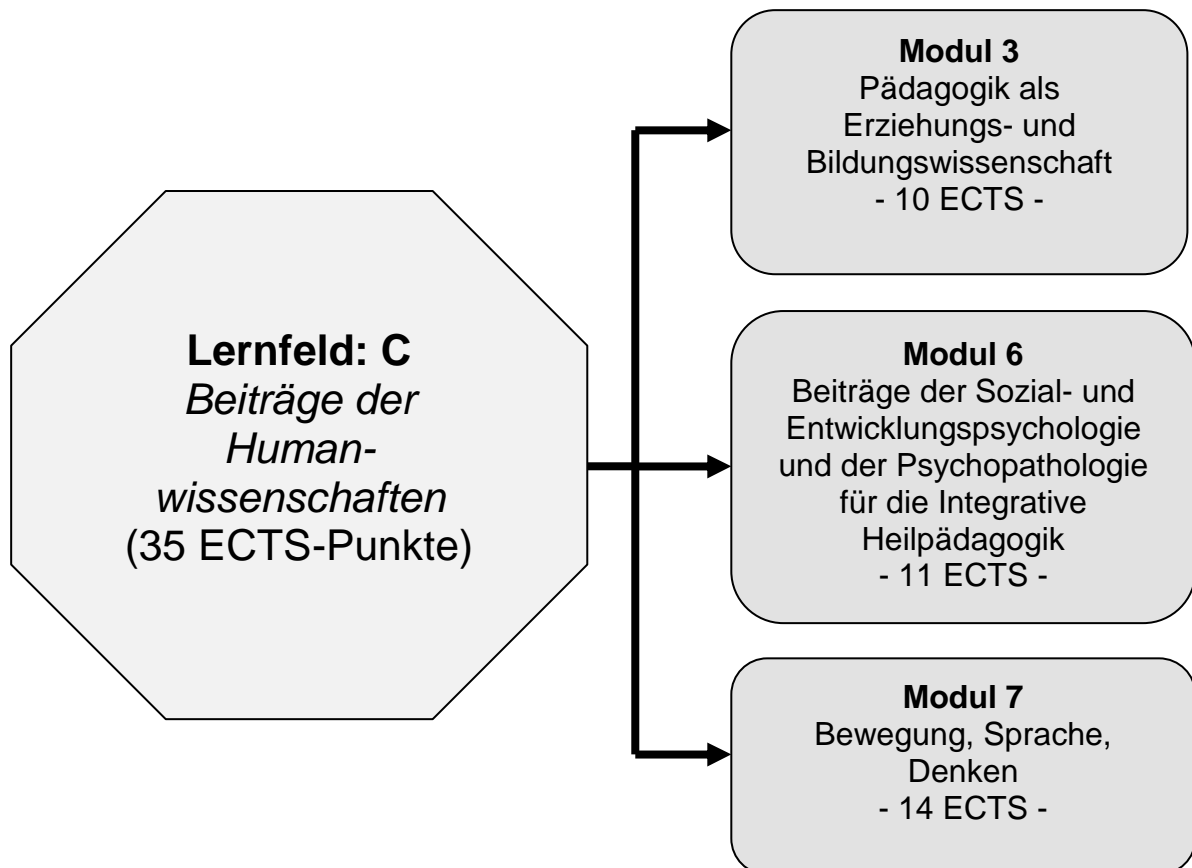 Lernfeld: C
Beiträge der
Human-
wissenschaften
(35 ECTS-Punkte)
Modul 3
Pädagogik als
Erziehungs- und
Bildungswissenschaft
- 10 ECTS -
Modul 6
Beiträge der Sozial- und
Entwicklungspsychologie
und der Psychopathologie
für die Integrative
Heilpädagogik
- 11 ECTS -
Modul 7
Bewegung, Sprache,
Denken
- 14 ECTS -